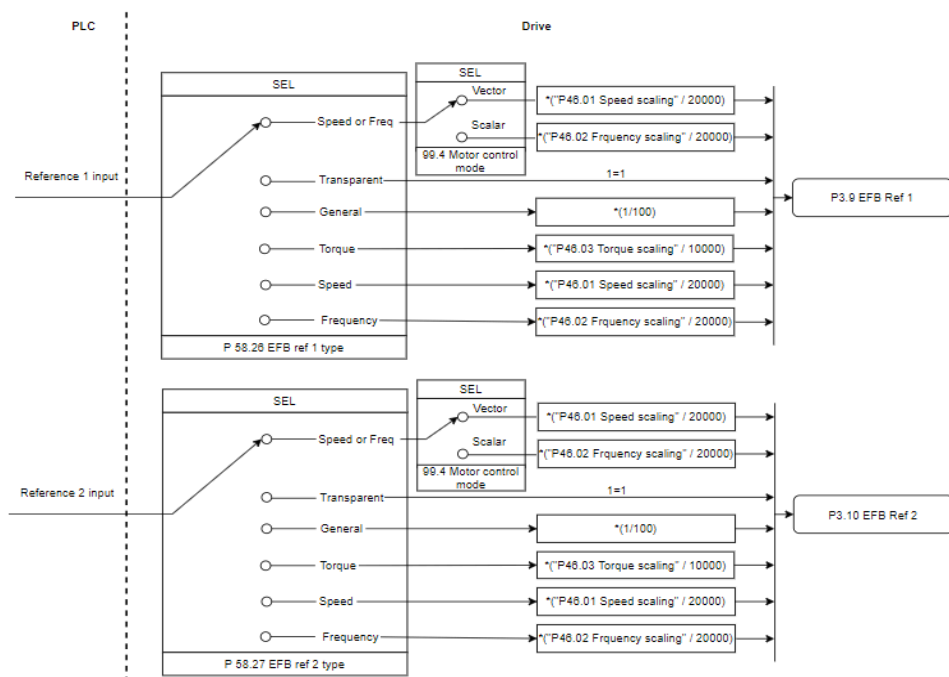 PLC
Drive
SEL
SEL
Vector
*("P46.01 Speed scaling" / 20000)
Speed or Freq
Scalar
*("P46.02 Frquency scaling" / 20000)
99.4 Motor control
mode
Reference 1 input
Transparent
1=1
P3.9 EFB Ref 1
General
*(1/100)
Torque
*("P46.03 Torque scaling" / 10000)
Speed
*("P46.01 Speed scaling" / 20000)
Frequency
*("P46.02 Frquency scaling" / 20000)
P 58.26 EFB ref 1 type
SEL
SEL
Vector
*("P46.01 Speed scaling" / 20000)
Speed or Freq
Scalar
*("P46.02 Frquency scaling" / 20000)
99.4 Motor control
mode
Reference 2 input
Transparent
1=1
P3.10 EFB Ref 2
General
*(1/100)
Torque
*("P46.03 Torque scaling" / 10000)
Speed
*("P46.01 Speed scaling" / 20000)
Frequency
*("P46.02 Frquency scaling" / 20000)
P 58.27 EFB ref 2 type